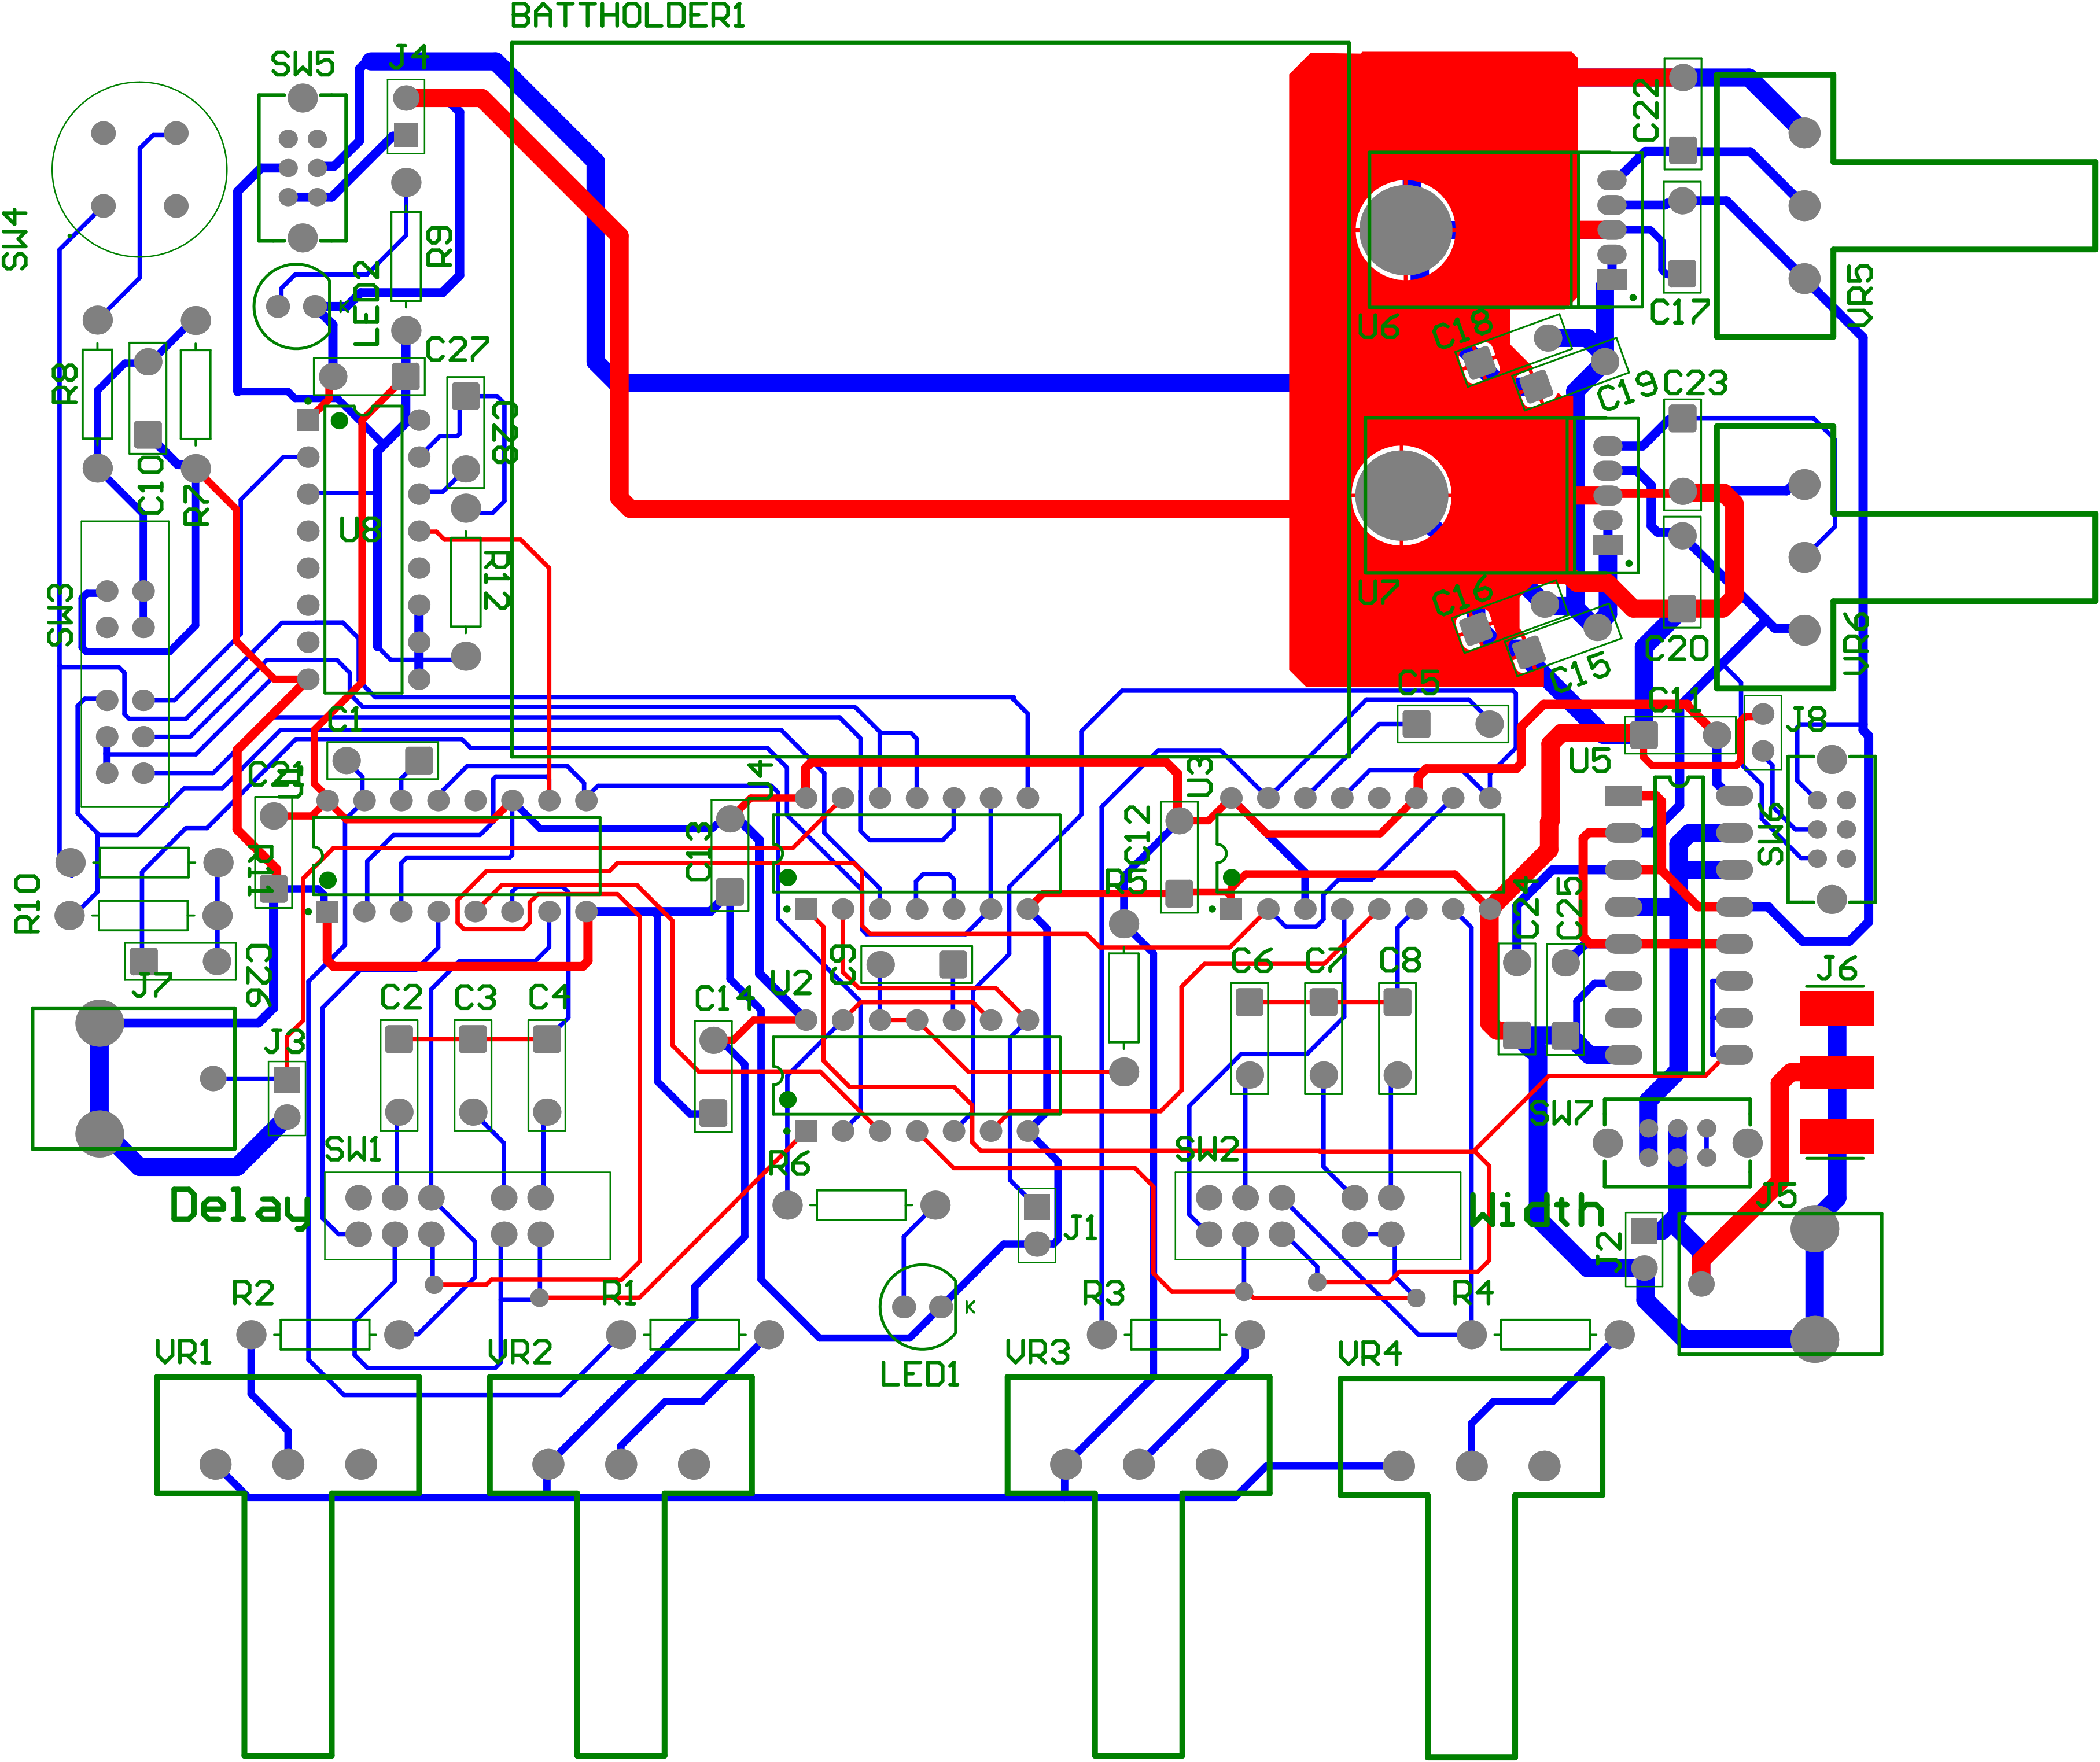 BATTHOLDER1
SW5
J4
C22
SW4
R9
LED2
K
C27
C17
VR5
U6
C18
C19
C23
R8
C10
R7
C28
U8
R12
SW3
U7
C16
C15
C20
VR6
C5
C11
J8
C1
C21
U1
U4
U3
U5
C13
C12
R5
SW6
R10
R11
C24
C25
J7
C26
U2
C9
C6
C7
C8
J6
C2
C3
C4
C14
J3
SW7
SW1
R6
SW2
Delay
Width
J1
J2
J5
R2
R1
K
R3
R4
VR1
VR2
LED1
VR3
VR4